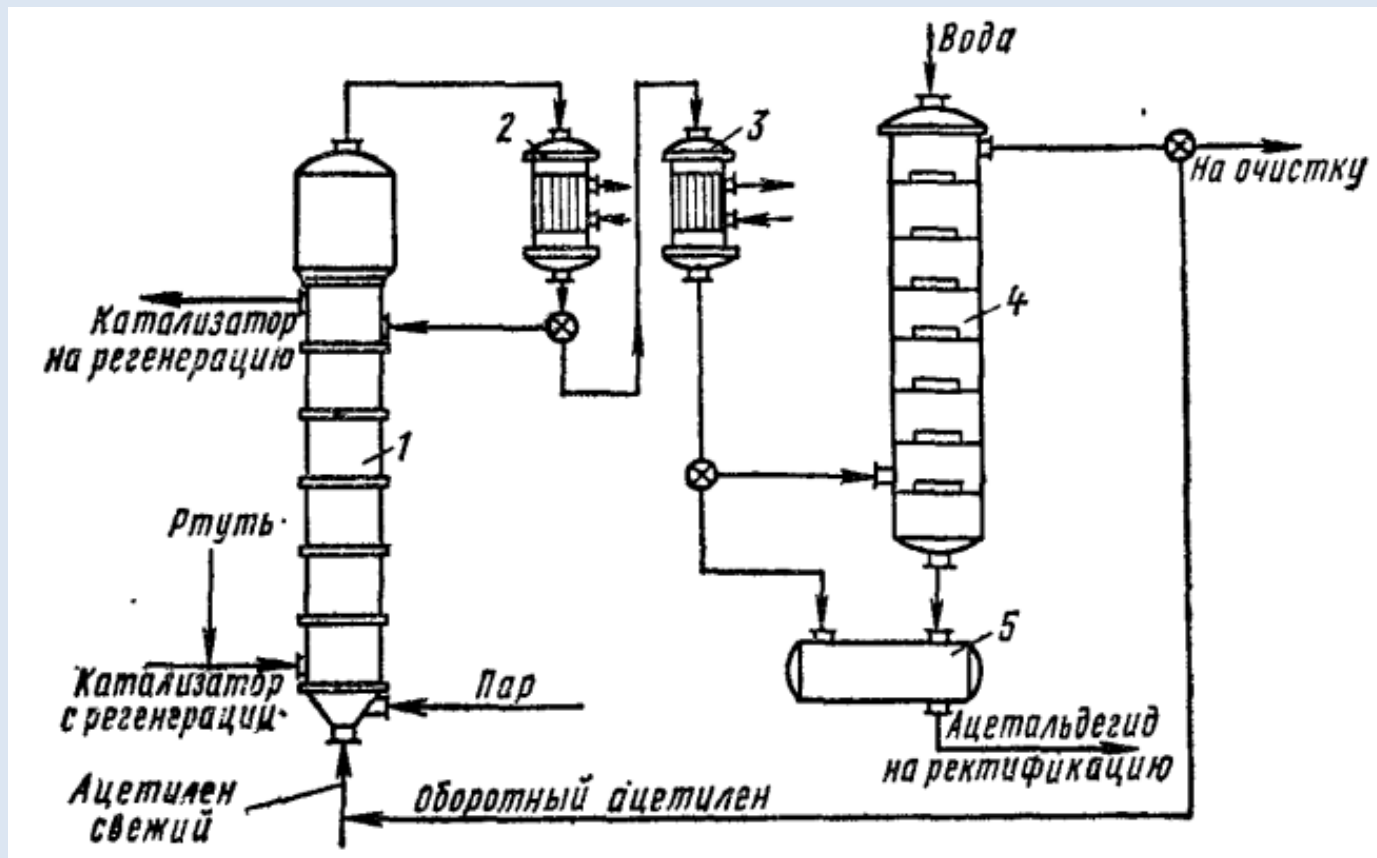 Вода
2
3
На очистку
4
Катализатор
на регенерацию
1
Ртуть
5
Катализатор
с регенерации
Пар
Ацетальдегид
на ректификацию
Ацетилен
свежий
Оборотный ацетилен